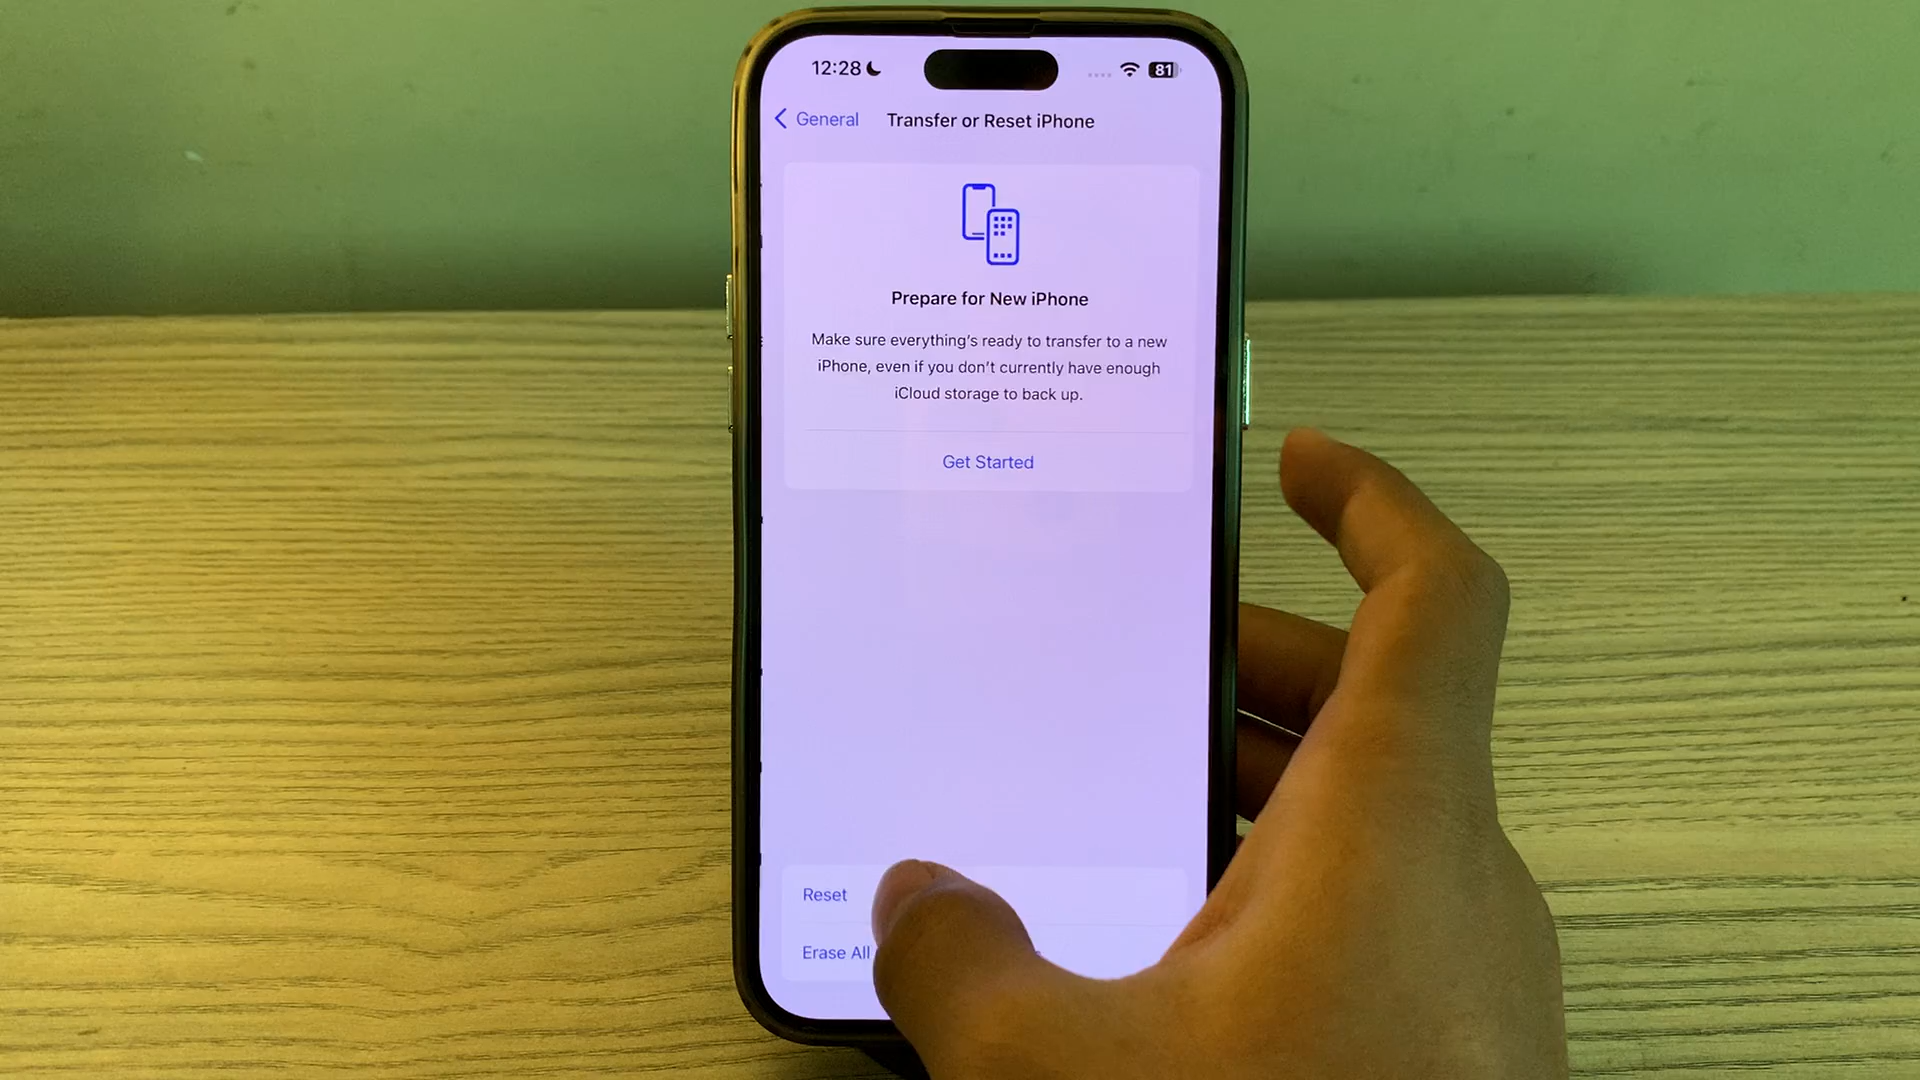 12:28
81
General
Transfer or Reset iPhone
Prepare for New iPhone
Make sure everything's ready to transfer to a new
iPhone, even if you don't currently have enough
iCloud storage to back up.
Get Started
Reset
Erase All